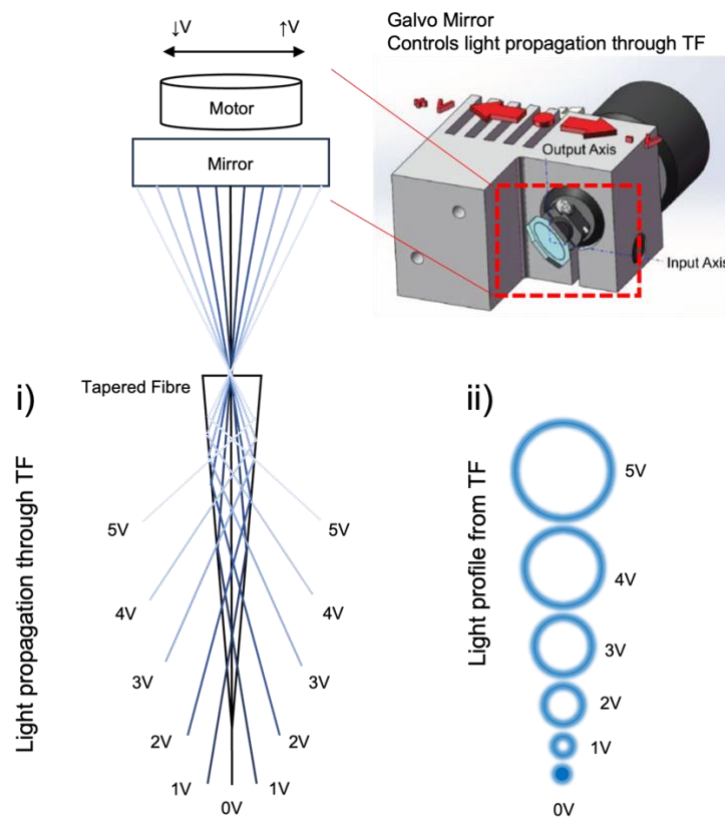 ↓V ↑V
Motor
Mirror
Galvo Mirror
Controls light propagation through TF
+ V
- V
Output Axis
Input Axis
i)
Tapered Fibre
Light propagation through TF
5V 5V
4V 4V
3V 3V
2V 2V
1V 1V
0V
ii)
Light profile from TF
5V
4V
3V
2V
1V
0V